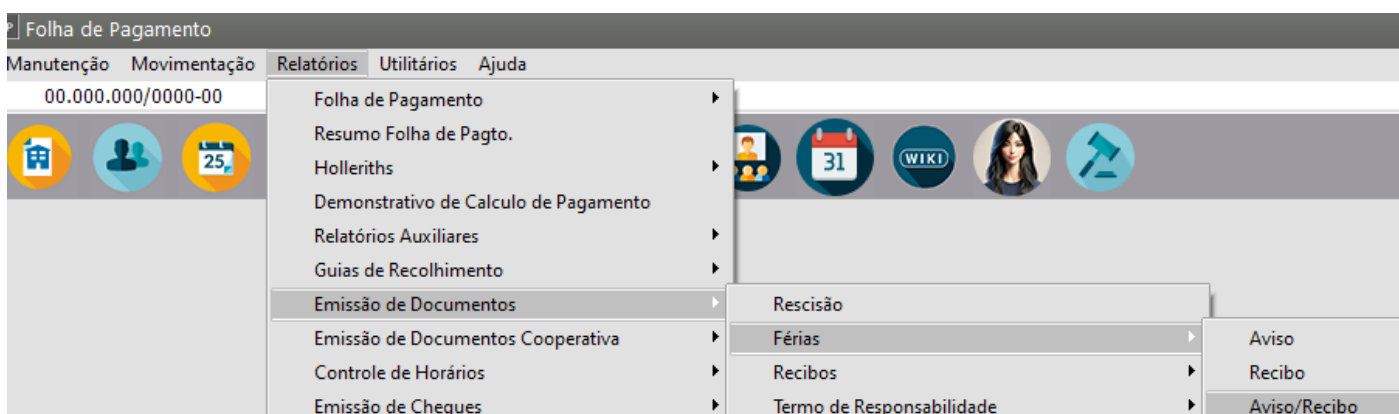 Folha de Pagamento
Manutenção Movimentação Relatórios Utilitários Ajuda
00.000.000/0000-00
Folha de Pagamento
Resumo Folha de Pagto.
Holleriths
Demonstrativo de Calculo de Pagamento
Relatórios Auxiliares
Guias de Recolhimento
Emissão de Documentos Rescisão
Emissão de Documentos Cooperativa Férias Aviso
Controle de Horários Recibos Recibo
Emissão de Cheques Termo de Responsabilidade Aviso/Recibo
25
31
WIKI